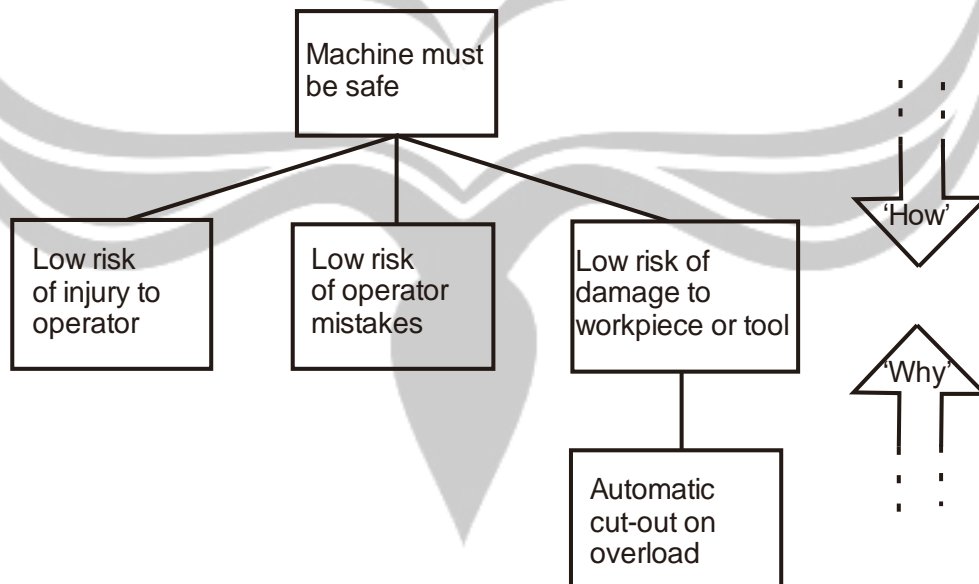 Machine must
be safe
Low risk
of injury to
operator
Low risk
of operator
mistakes
Low risk of
damage to
workpiece or tool
Automatic
cut-out on
overload
‘How’
‘Why’